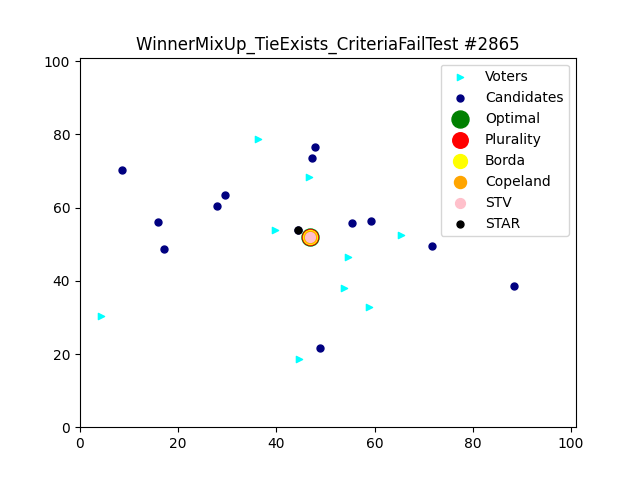 WinnerMixUp_TieExists_CriteriaFailTest #2865
100
80
60
40
20
0
0
20
40
60
80
100
Voters
Candidates
Optimal
Plurality
Borda
Copeland
STV
STAR